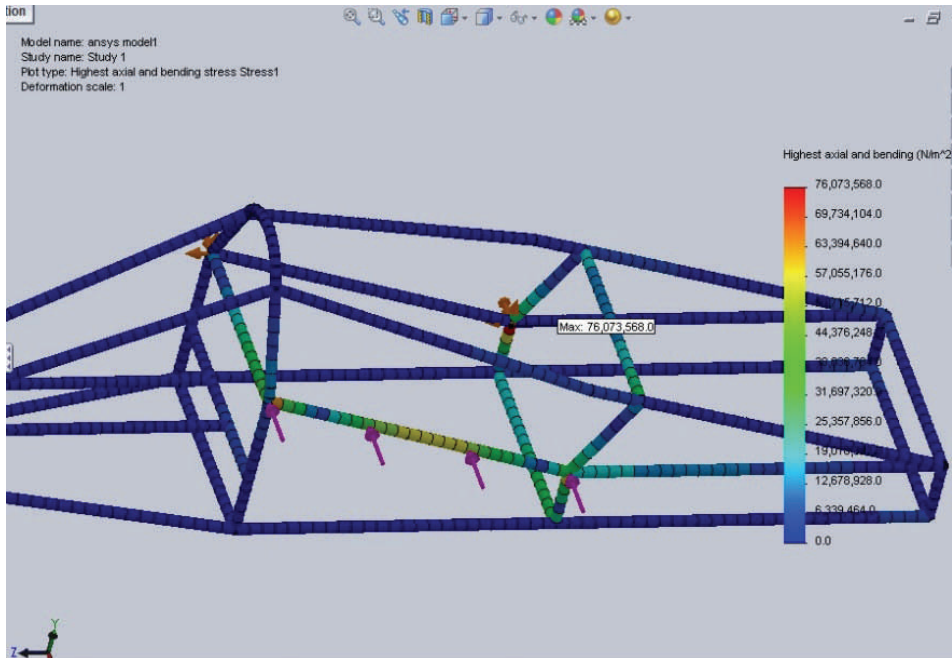 tion
Model name: ansys model1
Study name: Study 1
Plot type: Highest axial and bending stress Stress1
Deformation scale: 1
Highest axial and bending (N/m^2
76,073,568.0
69,734,104.0
63,394,640.0
57,055,176.0
Max: 76,073,568.0
44,376,248.
31,697,320.0
25,357,856.0
12,678,928.0
6,339,464.0
0.0
Y
Z